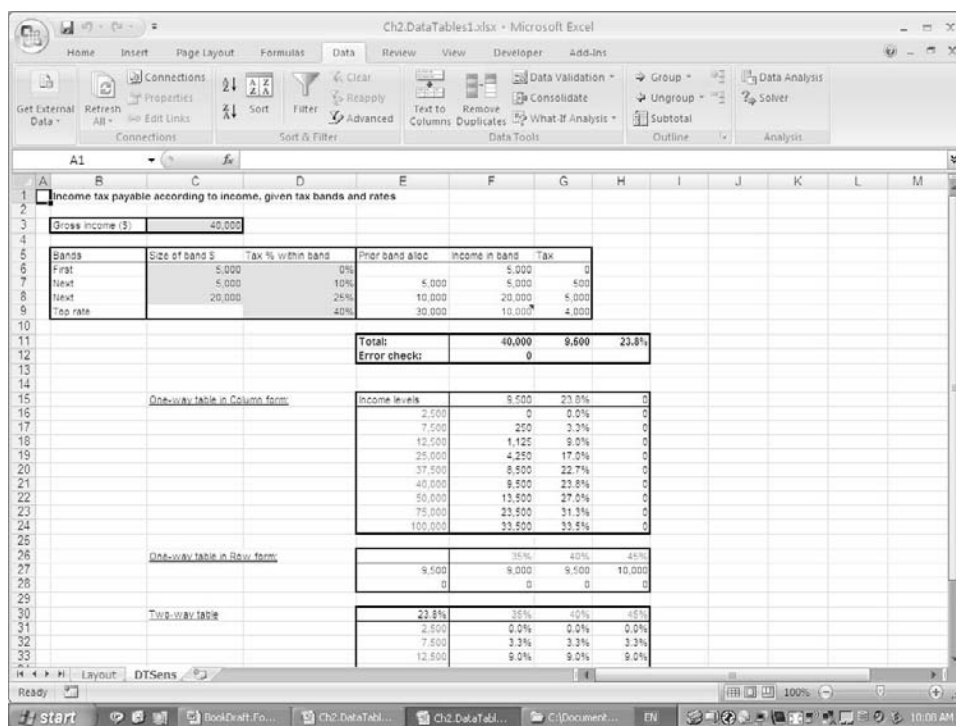 Ch2.DataTables1.xlsx - Microsoft Excel
Home Insert Page Layout Formulas Data Review View Developer Add-Ins
Get External Data
Refresh All
Connections
Properties
Edit Links
Connections
Sort
Filter
Clear
Reapply
Advanced
Sort & Filter
Text to Columns
Remove Duplicates
Data Validation
Consolidate
What-If Analysis
Data Tools
Group
Ungroup
Subtotal
Outline
Data Analysis
Solver
Analysis
A1 fx
A B C D E F G H I J K L M
1 Income tax payable according to income, given tax bands and rates
2
3 Gross income ($) 40,000
4
5 Bands Size of band $ Tax % within band Prior band alloc Income in band Tax
6 First 5,000 0% 5,000 0
7 Next 5,000 10% 5,000 5,000 500
8 Next 20,000 25% 10,000 20,000 5,000
9 Top rate 40% 30,000 10,000 4,000
10
11 Total: 40,000 9,500 23.8%
12 Error check: 0
13
14
15 One-way table in Column form: Income levels 9,500 23.8% 0
16 2,500 0 0.0% 0
17 7,500 250 3.3% 0
18 12,500 1,125 9.0% 0
19 25,000 4,250 17.0% 0
20 37,500 8,500 22.7% 0
21 40,000 9,500 23.8% 0
22 50,000 13,500 27.0% 0
23 75,000 23,500 31.3% 0
24 100,000 33,500 33.5% 0
25
26 One-way table in Row form: 35% 40% 45%
27 9,500 9,000 9,500 10,000
28 0 0 0 0
29
30 Two-way table 23.8% 35% 40% 45%
31 2,500 0.0% 0.0% 0.0%
32 7,500 3.3% 3.3% 3.3%
33 12,500 9.0% 9.0% 9.0%
Layout DTSens
Ready 100%
start BookDraft.Fo... Ch2.DataTabl... Ch2.DataTabl... C:\Document... EN 10:08 AM